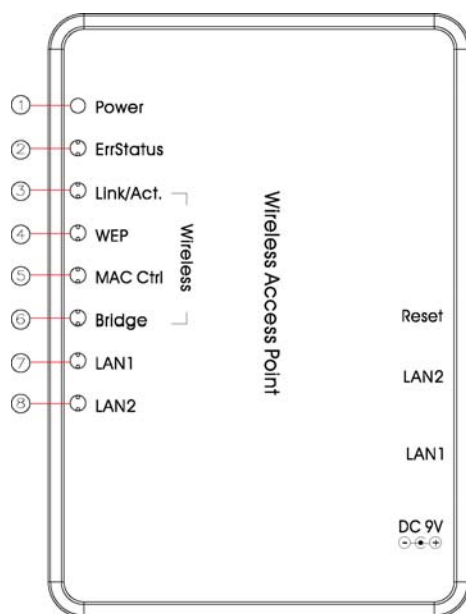 ① Power
② ErrStatus
③ Link/Act.
④ WEP
⑤ MAC Ctrl
⑥ Bridge
⑦ LAN1
⑧ LAN2
Wireless
Wireless Access Point
Reset
LAN2
LAN1
DC 9V